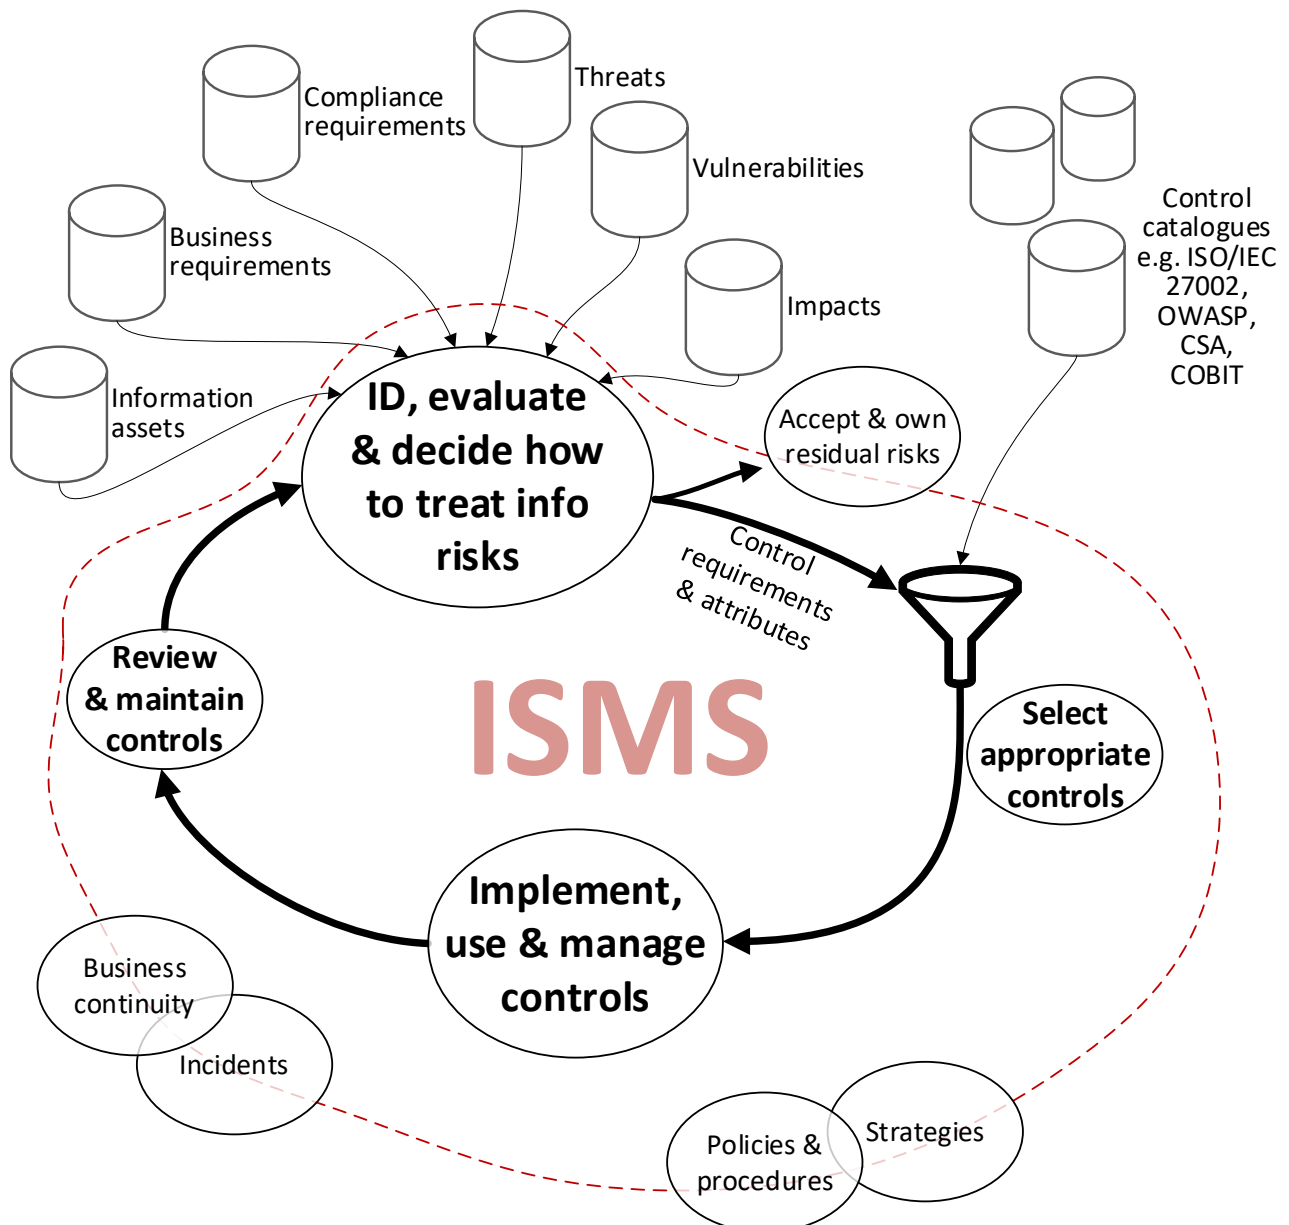 Threats
Compliance
requirements
Vulnerabilities
Business
requirements
Impacts
Information
assets
Control
catalogues
e.g. ISO/IEC
27002,
OWASP,
CSA,
COBIT
ID, evaluate
& decide how
to treat info
risks
Accept & own
residual risks
Control
requirements
& attributes
Review
& maintain
controls
ISMS
Select
appropriate
controls
Implement,
use & manage
controls
Business
continuity
Incidents
Policies &
procedures
Strategies